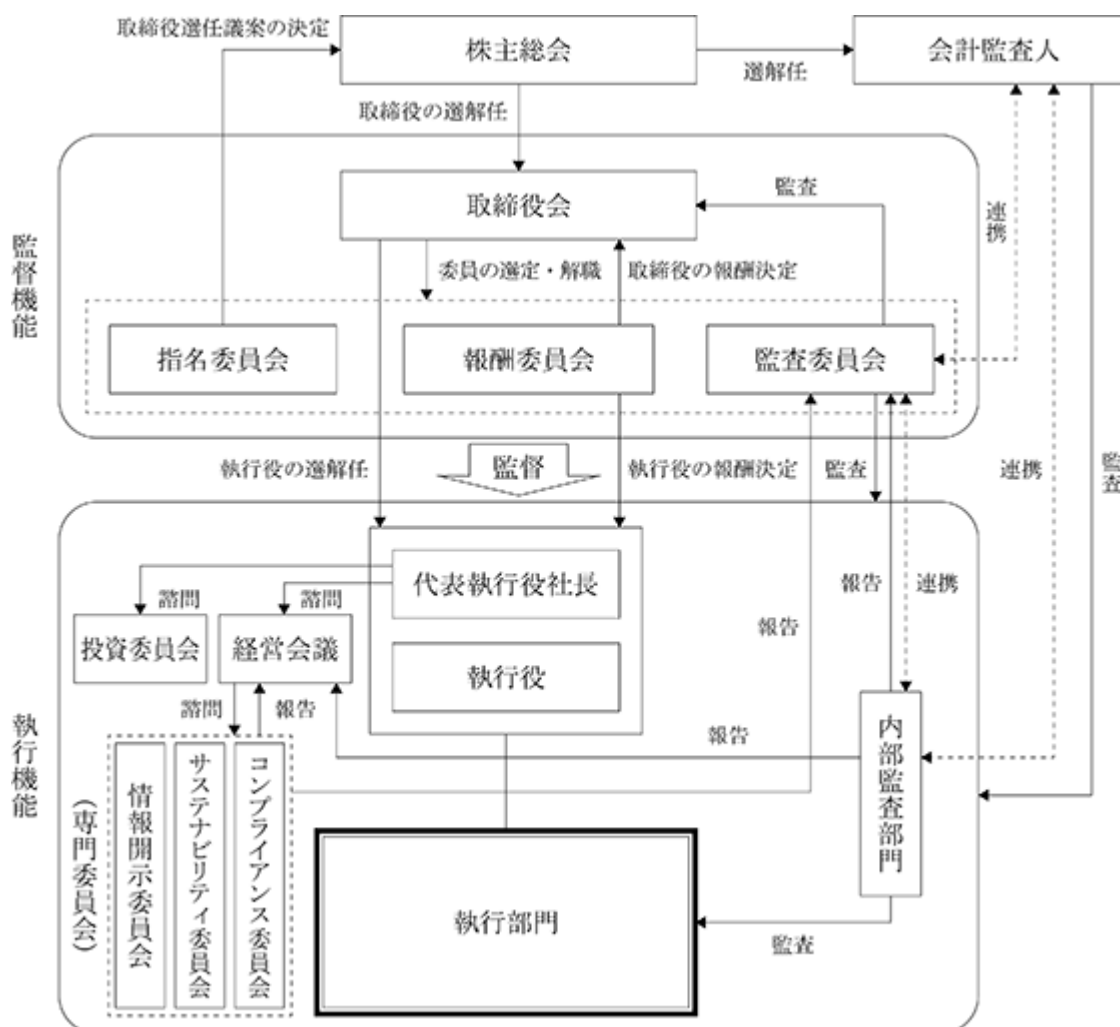 取締役選任議案の決定
株主総会
会計監査人
選解任
取締役の選解任
取締役会
監査
連携
監督機能
委員の選定・解職
取締役の報酬決定
指名委員会
報酬委員会
監査委員会
執行役の選解任
監督
執行役の報酬決定
監査
連携
監査
代表執行役社長
諮問
諮問
報告
連携
投資委員会
経営会議
執行役
報告
諮問
報告
報告
内部監査部門
執行機能
(専門委員会)
情報開示委員会
サステナビリティ委員会
コンプライアンス委員会
執行部門
監査